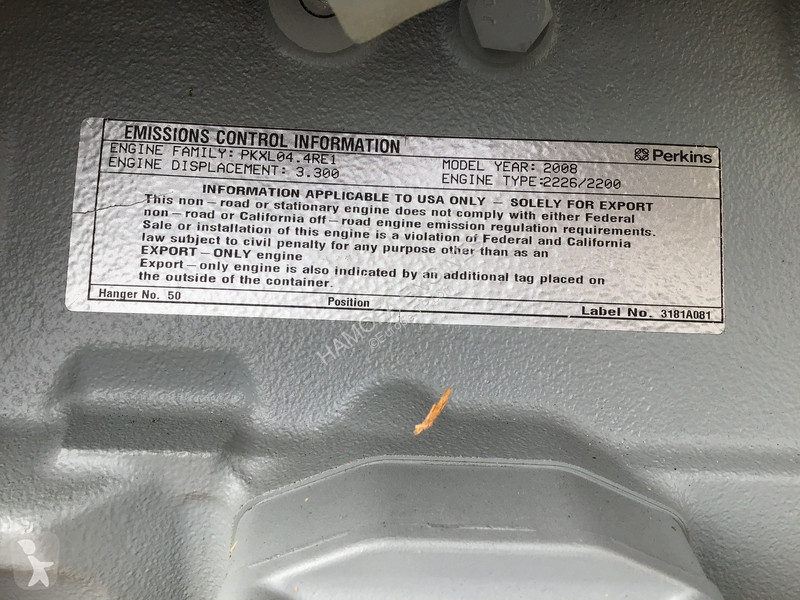 EMISSIONS CONTROL INFORMATION
Perkins
ENGINE FAMILY: PKXL04.4RE1
MODEL YEAR: 2008
ENGINE DISPLACEMENT: 3.300
ENGINE TYPE:2226/2200
INFORMATION APPLICABLE TO USA ONLY — SOLELY FOR EXPORT
This non-road or stationary engine does not comply with either Federal
non-road or California off-road engine emission regulation requirements.
Sale or installation of this engine is a violation of Federal and California
law subject to civil penalty for any purpose other than as an
EXPORT-ONLY engine
Export-only engine is also indicated by an additional tag placed on
the outside of the container.
Hanger No. 50
Position
Label No. 3181A081